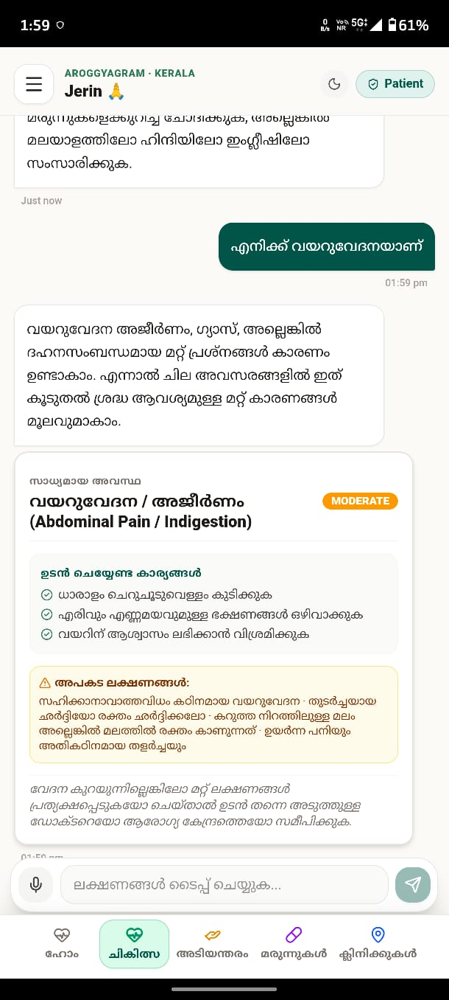 1:59
0 B/s VoNR 5G 61%
AROGGYAGRAM · KERALA
Jerin 🙏
Patient
മരുന്നുകളെക്കുറിച്ച് ചോദിക്കുക, അല്ലെങ്കിൽ
മലയാളത്തിലോ ഹിന്ദിയിലോ ഇംഗ്ലീഷിലോ
സംസാരിക്കുക.
Just now
എനിക്ക് വയറുവേദനയാണ്
01:59 pm
വയറുവേദന അജീർണം, ഗ്യാസ്, അല്ലെങ്കിൽ
ദഹനസംബന്ധമായ മറ്റ് പ്രശ്നങ്ങൾ കാരണം
ഉണ്ടാകാം. എന്നാൽ ചില അവസരങ്ങളിൽ ഇത്
കൂടുതൽ ശ്രദ്ധ ആവശ്യമുള്ള മറ്റ് കാരണങ്ങൾ
മൂലവുമാകാം.
സാധ്യമായ അവസ്ഥ
വയറുവേദന / അജീർണം
(Abdominal Pain / Indigestion)
MODERATE
ഉടൻ ചെയ്യേണ്ട കാര്യങ്ങൾ
ധാരാളം ചെറുചൂടുവെള്ളം കുടിക്കുക
എരിവും എണ്ണമയവുമുള്ള ഭക്ഷണങ്ങൾ ഒഴിവാക്കുക
വയറിന് ആശ്വാസം ലഭിക്കാൻ വിശ്രമിക്കുക
അപകട ലക്ഷണങ്ങൾ:
സഹിക്കാനാവാത്തവിധം കഠിനമായ വയറുവേദന · തുടർച്ചയായ
ഛർദ്ദിയോ രക്തം ഛർദ്ദിക്കലോ · കറുത്ത നിറത്തിലുള്ള മലം
അല്ലെങ്കിൽ മലത്തിൽ രക്തം കാണുന്നത് · ഉയർന്ന പനിയും
അതികഠിനമായ തളർച്ചയും
വേദന കുറയുന്നില്ലെങ്കിലോ മറ്റ് ലക്ഷണങ്ങൾ
പ്രത്യക്ഷപ്പെടുകയോ ചെയ്താൽ ഉടൻ തന്നെ അടുത്തുള്ള
ഡോക്ടറെയോ ആരോഗ്യ കേന്ദ്രത്തെയോ സമീപിക്കുക.
01:59 pm
ലക്ഷണങ്ങൾ ടൈപ്പ് ചെയ്യുക...
ഹോം ചികിത്സ അടിയന്തരം മരുന്നുകൾ ക്ലിനിക്കുകൾ